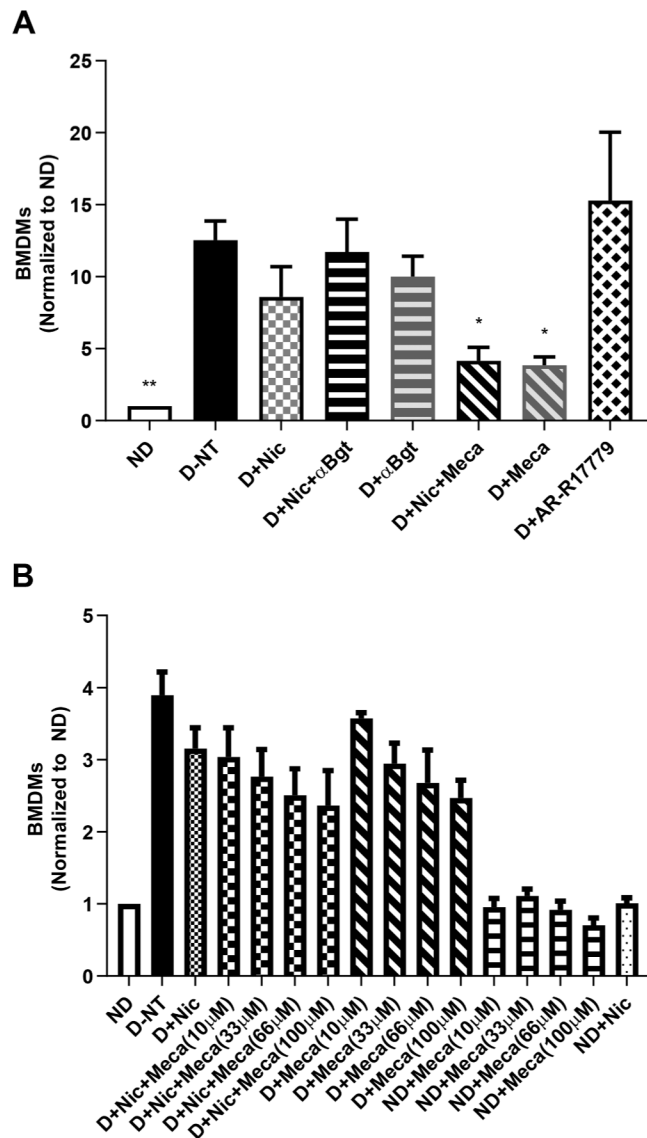 A
BMDMs
(Normalized to ND)
25
20
15
10
5
0
**
*
*
ND
D-NT
D+Nic
D+Nic+αBgt
D+αBgt
D+Nic+Meca
D+Meca
D+AR-R17779
B
BMDMs
(Normalized to ND)
5
4
3
2
1
0
ND
D-NT
D+Nic
D+Nic+Meca(10μM)
D+Nic+Meca(33μM)
D+Nic+Meca(66μM)
D+Nic+Meca(100μM)
D+Meca(10μM)
D+Meca(33μM)
D+Meca(66μM)
D+Meca(100μM)
ND+Meca(10μM)
ND+Meca(33μM)
ND+Meca(66μM)
ND+Meca(100μM)
ND+Nic